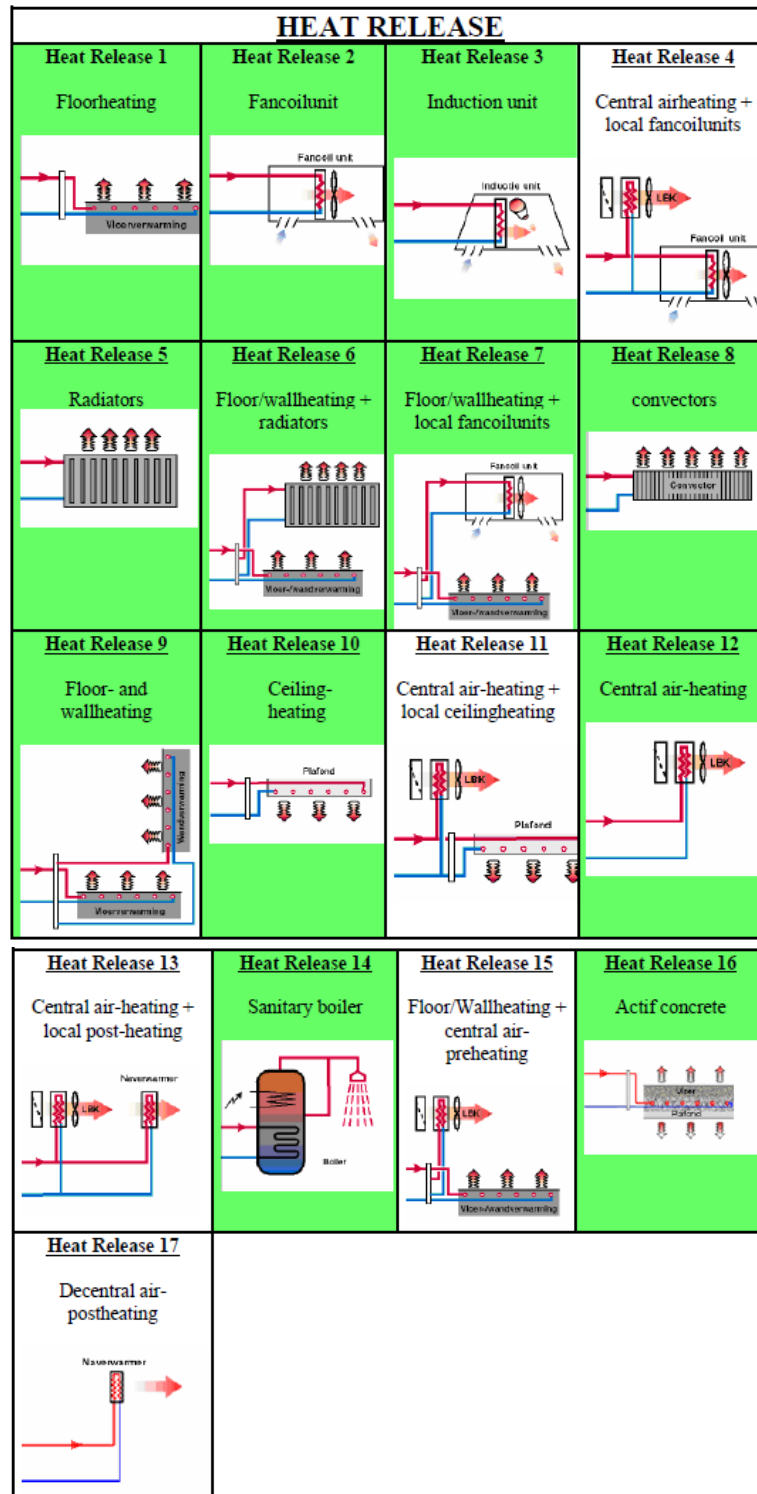 HEAT RELEASE
Heat Release 1
Floorheating
Vloerverwarming
Heat Release 2
Fancoilunit
Fancoil unit
Heat Release 3
Induction unit
Inductie unit
Heat Release 4
Central airheating +
local fancoilunits
LBK
Fancoil unit
Heat Release 5
Radiators
Heat Release 6
Floor/wallheating +
radiators
Vloer-/wandverwarming
Heat Release 7
Floor/wallheating +
local fancoilunits
Fancoil unit
Vloer-/wandverwarming
Heat Release 8
convectors
Convector
Heat Release 9
Floor- and
wallheating
Wandverwarming
Vloerverwarming
Heat Release 10
Ceiling-
heating
Plafond
Heat Release 11
Central air-heating +
local ceilingheating
LBK
Plafond
Heat Release 12
Central air-heating
LBK
Heat Release 13
Central air-heating +
local post-heating
Naverwarmer
LBK
Heat Release 14
Sanitary boiler
Boiler
Heat Release 15
Floor/Wallheating +
central air-
preheating
LBK
Vloer-/wandverwarming
Heat Release 16
Actif concrete
Vloer
Plafond
Heat Release 17
Decentral air-
postheating
Naverwarmer